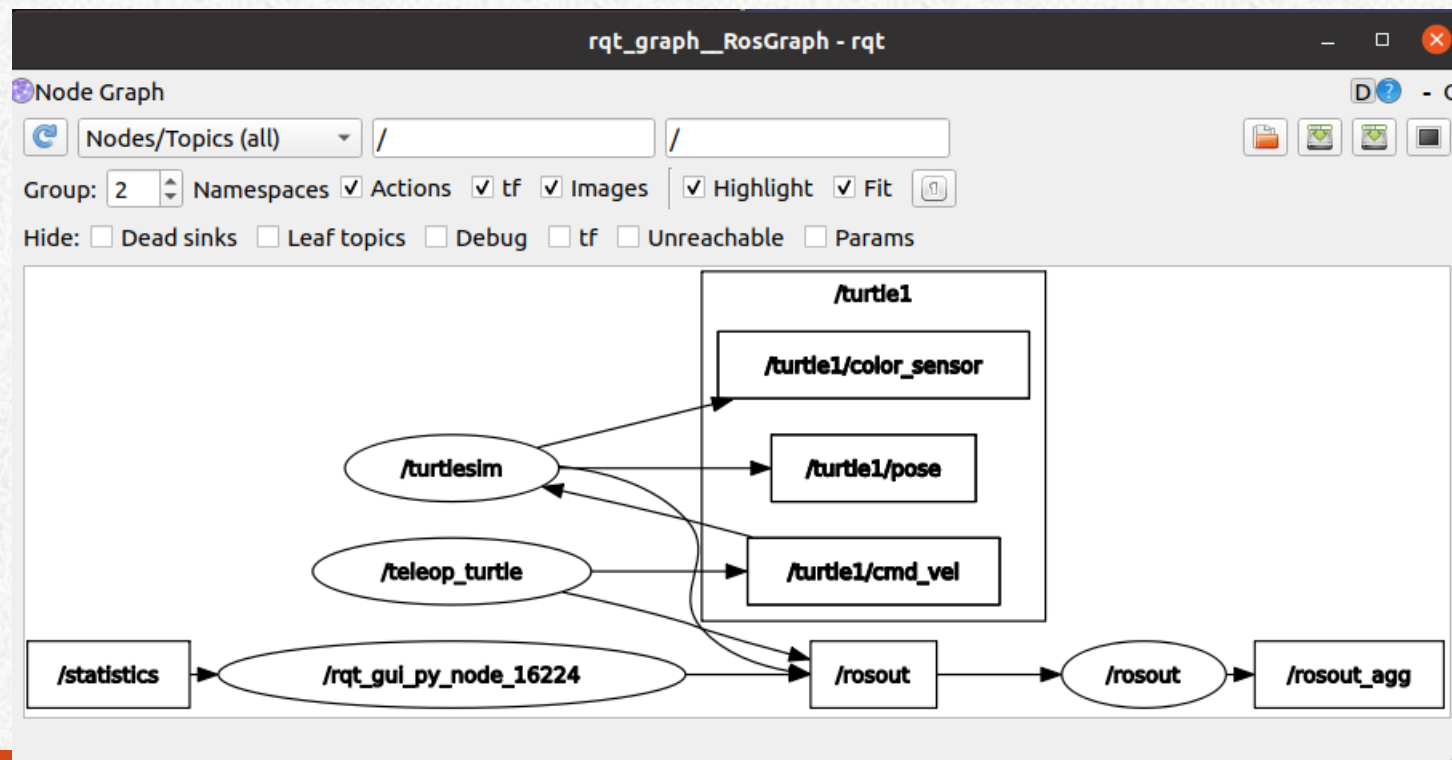 rqt_graph__RosGraph - rqt
Node Graph
D ? - 
Nodes/Topics (all) / /
Group: 2 Namespaces Actions tf Images Highlight Fit
Hide: Dead sinks Leaf topics Debug tf Unreachable Params
/turtle1
/turtle1/color_sensor
/turtlesim /turtle1/pose
/teleop_turtle /turtle1/cmd_vel
/statistics /rqt_gui_py_node_16224 /rosout /rosout /rosout_agg